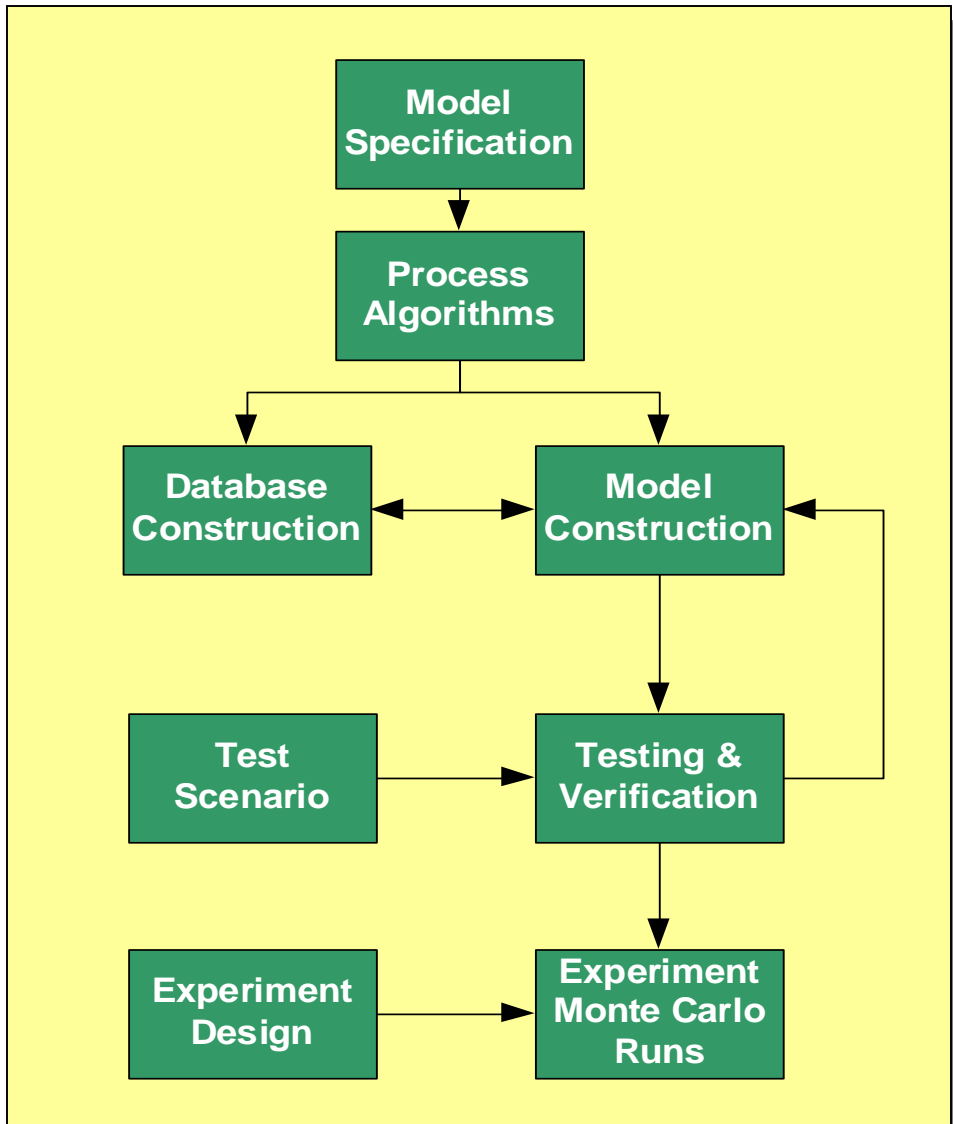 Model
Specification
Process
Algorithms
Database
Construction
Model
Construction
Test
Scenario
Testing &
Verification
Experiment
Design
Experiment
Monte Carlo
Runs